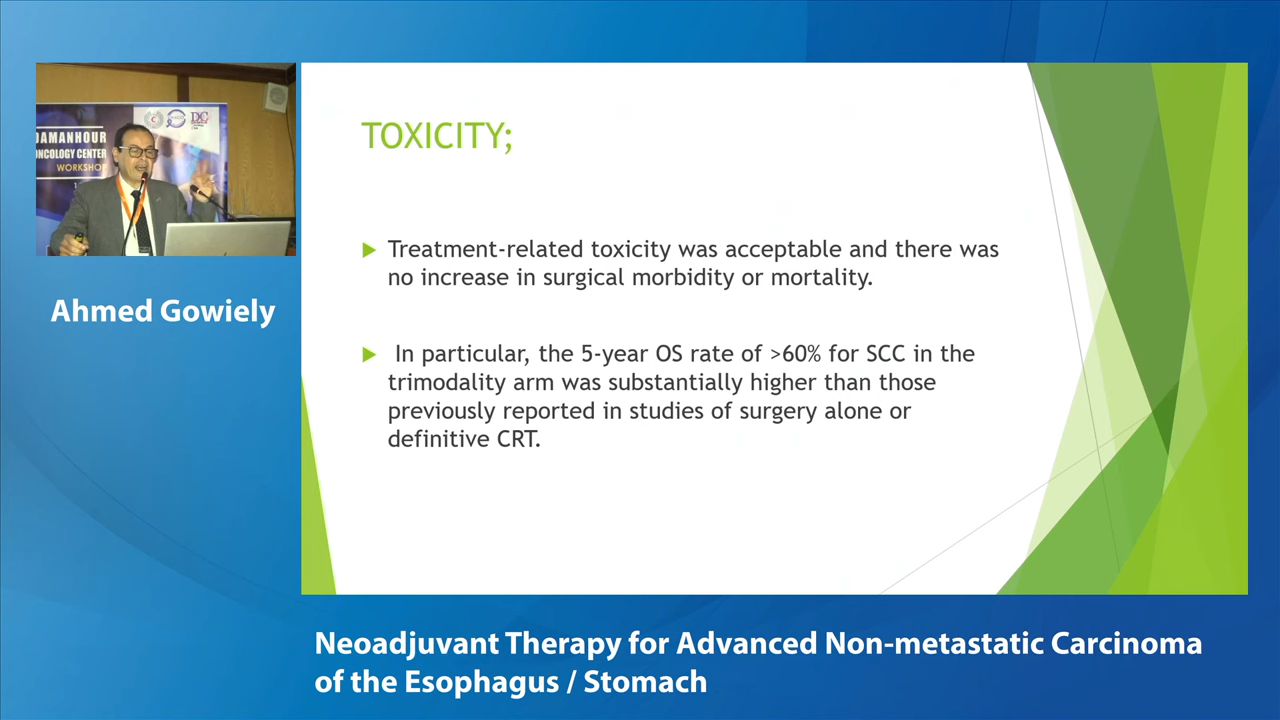 DAMANHOUR
ONCOLOGY CENTER
WORKSHOP
DC
Ahmed Gowiely
TOXICITY;
Treatment-related toxicity was acceptable and there was
no increase in surgical morbidity or mortality.
In particular, the 5-year OS rate of >60% for SCC in the
trimodality arm was substantially higher than those
previously reported in studies of surgery alone or
definitive CRT.
Neoadjuvant Therapy for Advanced Non-metastatic Carcinoma
of the Esophagus / Stomach